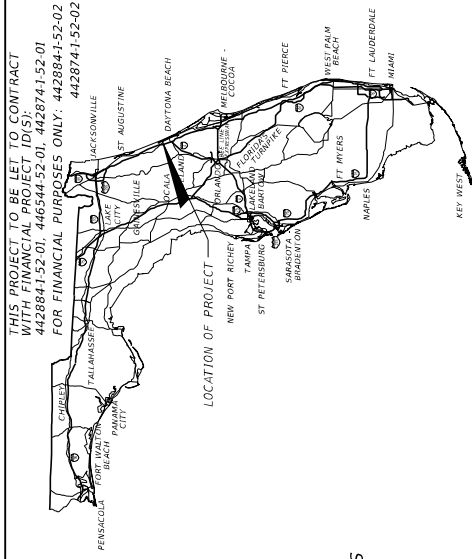 THIS PROJECT TO BE LET TO CONTRACT
WITH FINANCIAL PROJECT ID(S):
442884-1-52-01, 446544-52-01, 442874-1-52-01
FOR FINANCIAL PURPOSES ONLY: 442884-1-52-02
442874-1-52-02
PENSACOLA
FORT WALTON
BEACH
CHIPLEY
PANAMA
CITY
TALLAHASSEE
LAKE
CITY
GAINESVILLE
JACKSONVILLE
ST AUGUSTINE
OCALA
DELAND
DAYTONA BEACH
ORLANDO
MELBOURNE -
COCOA
FLORIDA'S
TURNPIKE
LOCATION OF PROJECT
NEW PORT RICHEY
TAMPA
LAKELAND
BARTOW
ST PETERSBURG
SARASOTA
BRADENTON
FT PIERCE
FT MYERS
NAPLES
WEST PALM
BEACH
FT LAUDERDALE
MIAMI
KEY WEST
S